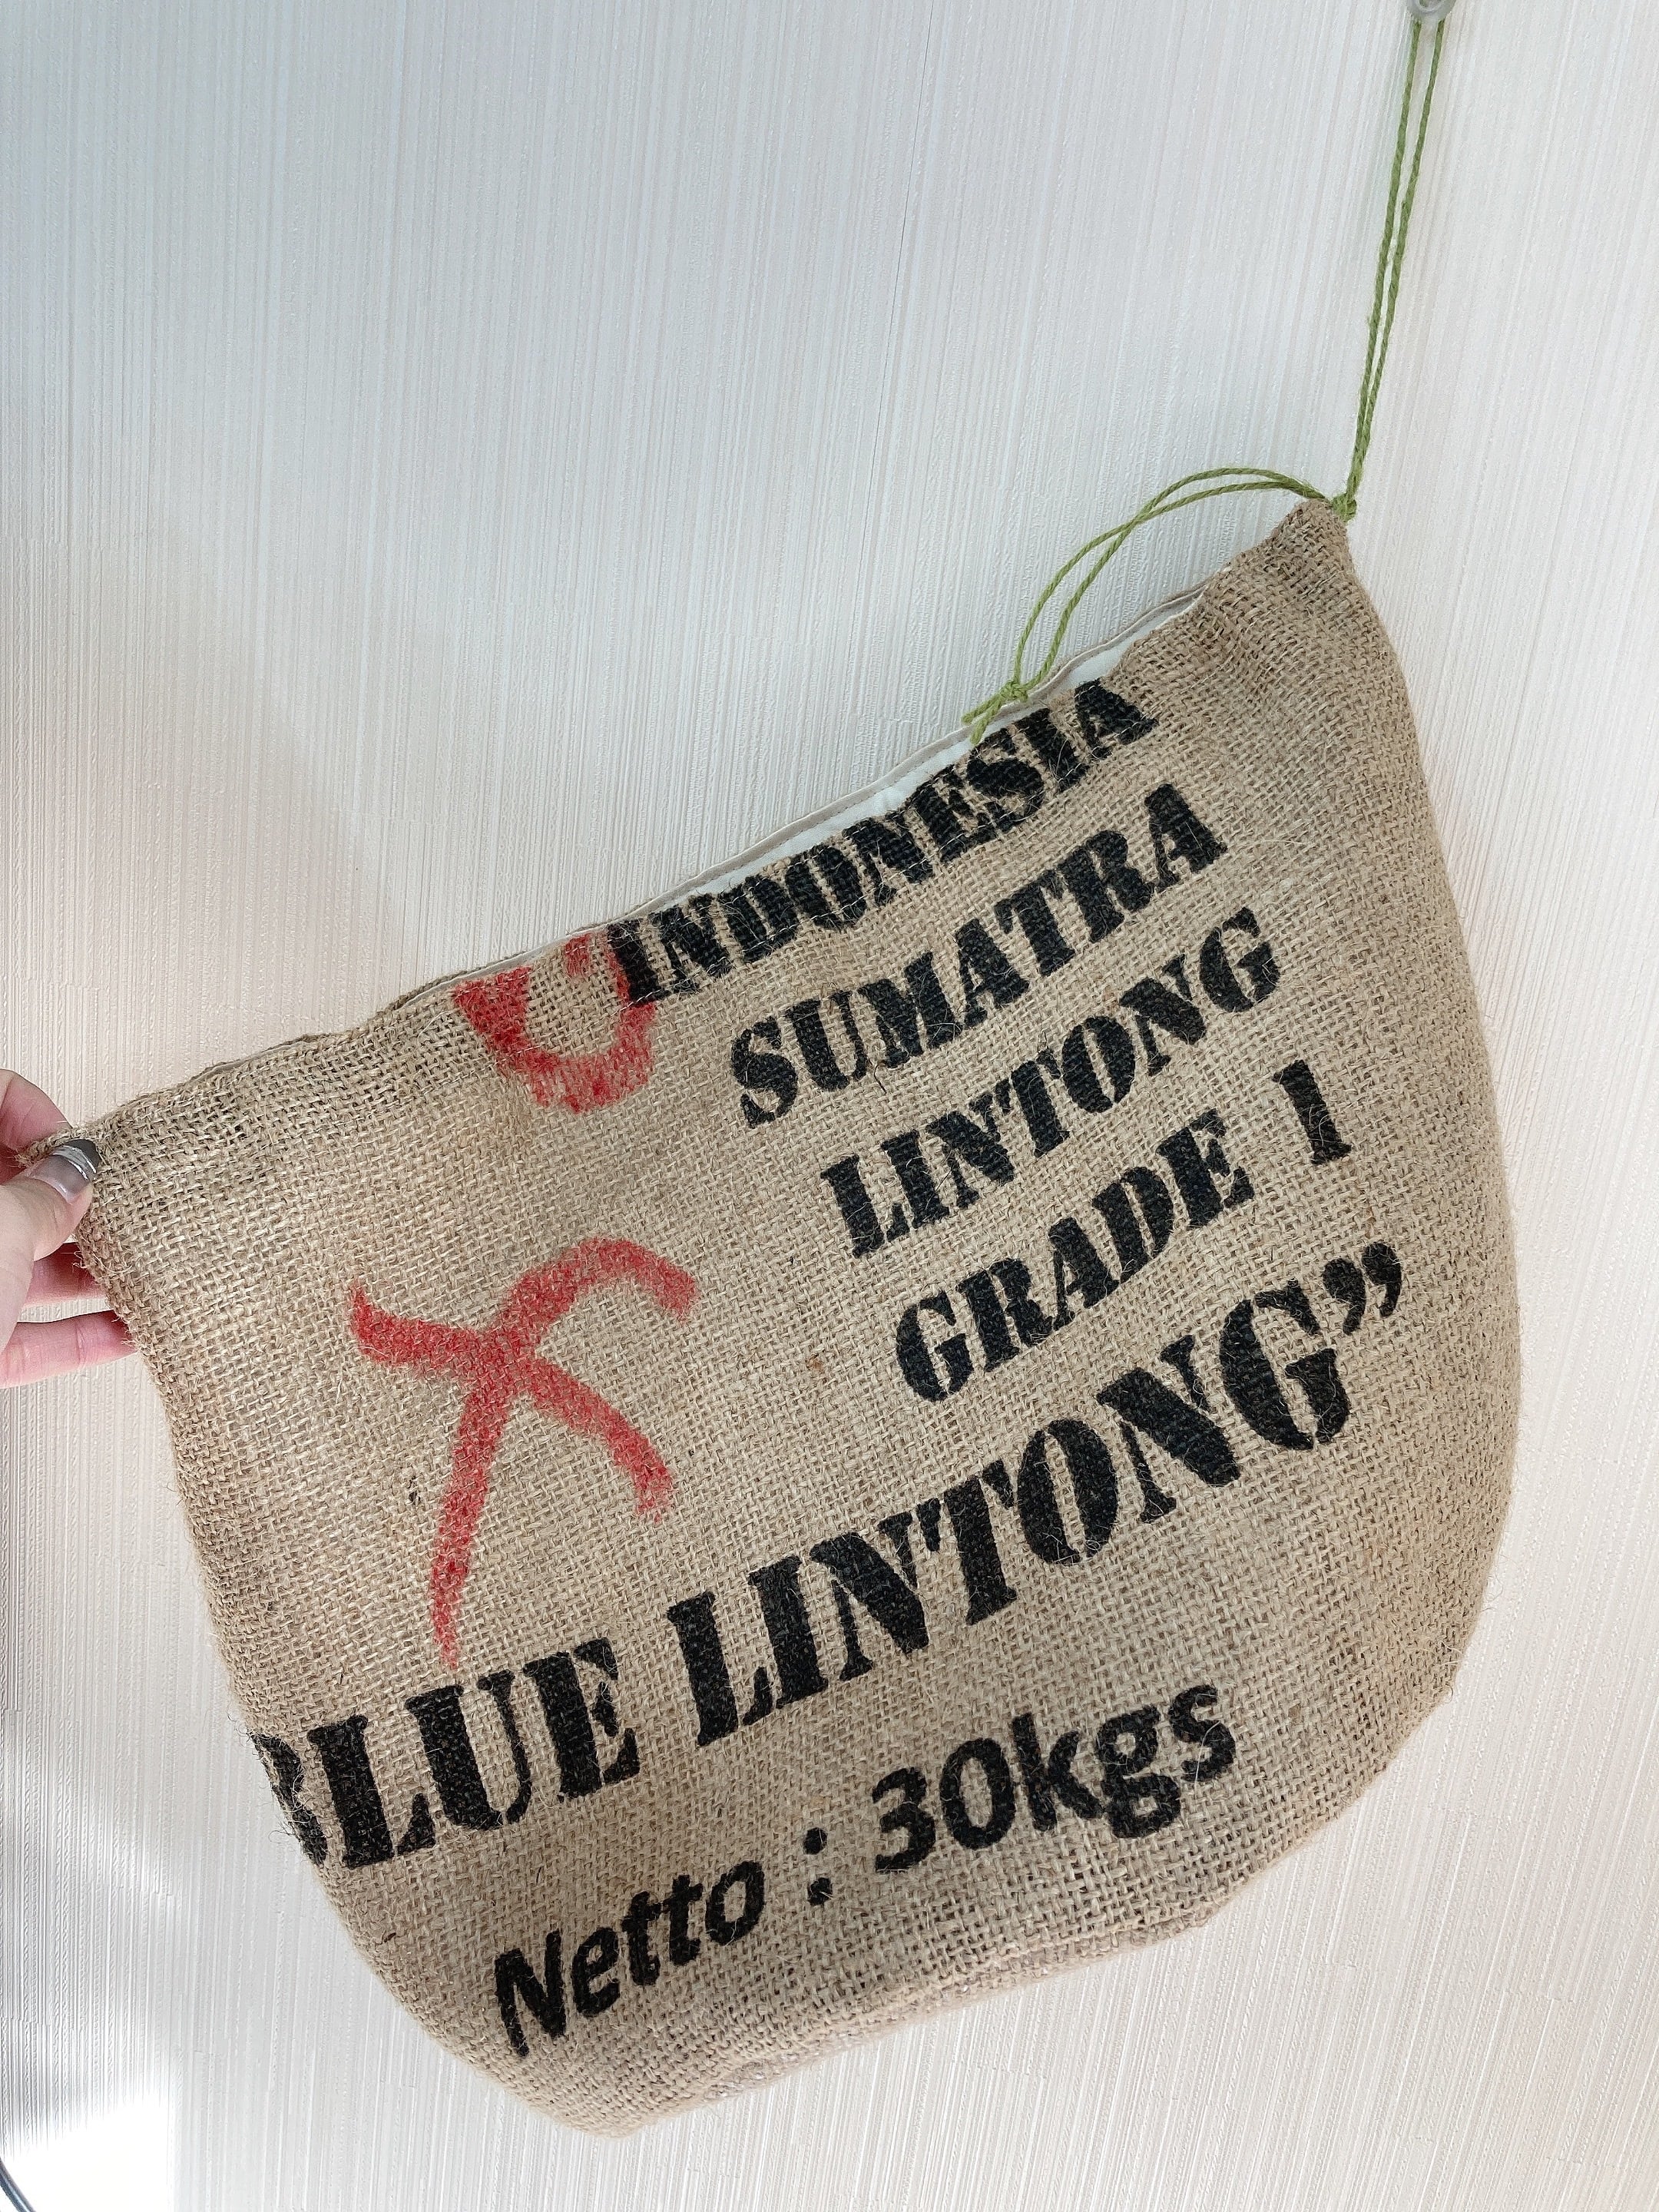 INDONESIA
SUMATRA
LINTONG
GRADE 1
BLUE LINTONG”
Netto : 30kgs